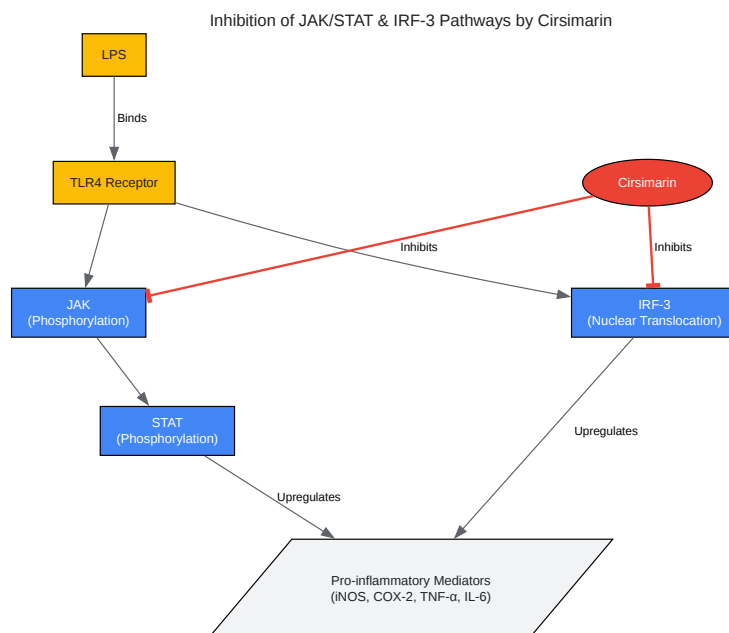 Inhibition of JAK/STAT & IRF-3 Pathways by Cirsimarin
LPS
Binds
TLR4 Receptor
Cirsimarin
Inhibits
Inhibits
JAK
(Phosphorylation)
IRF-3
(Nuclear Translocation)
STAT
(Phosphorylation)
Upregulates
Upregulates
Pro-inflammatory Mediators
(iNOS, COX-2, TNF-α, IL-6)